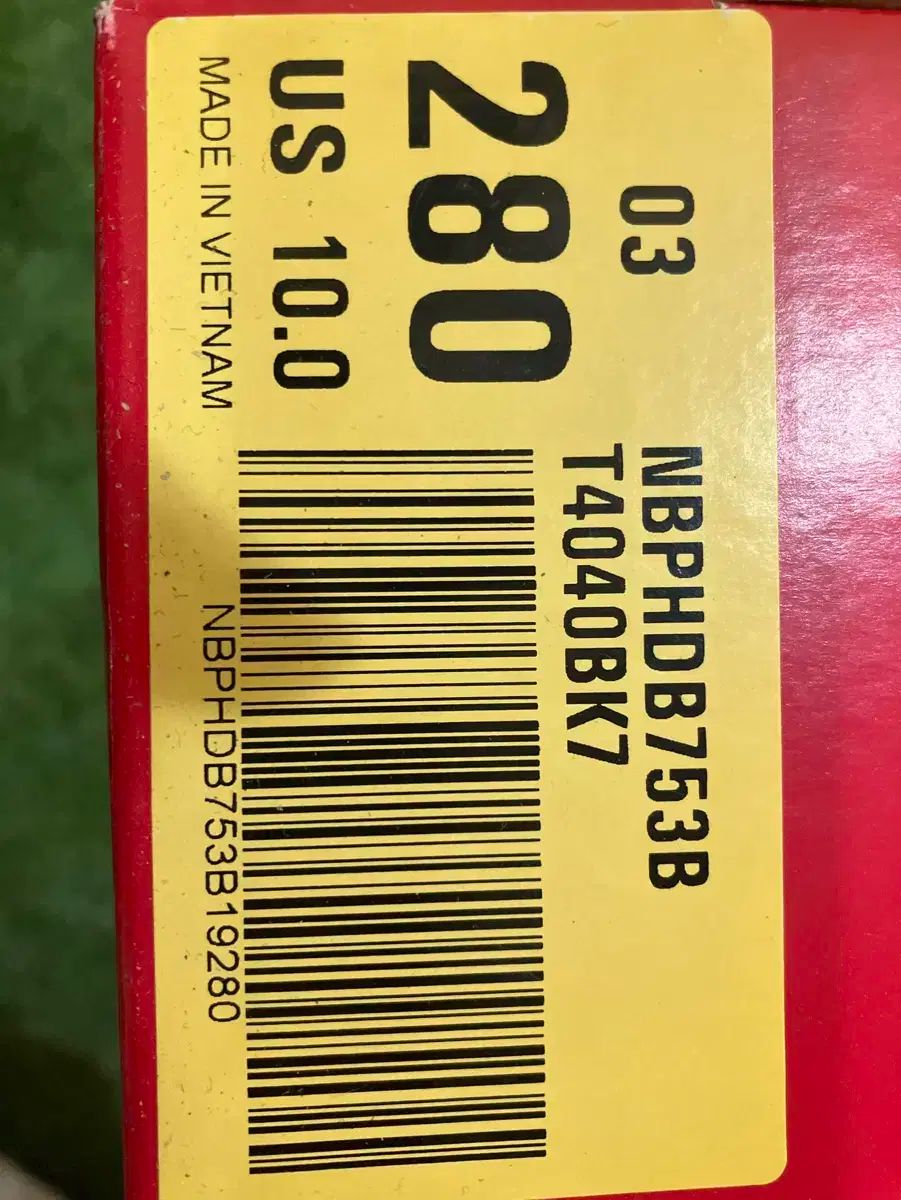 03
NBPHDB753B
T4040BK7
280
US 10.0
MADE IN VIETNAM
NBPHDB753B19280